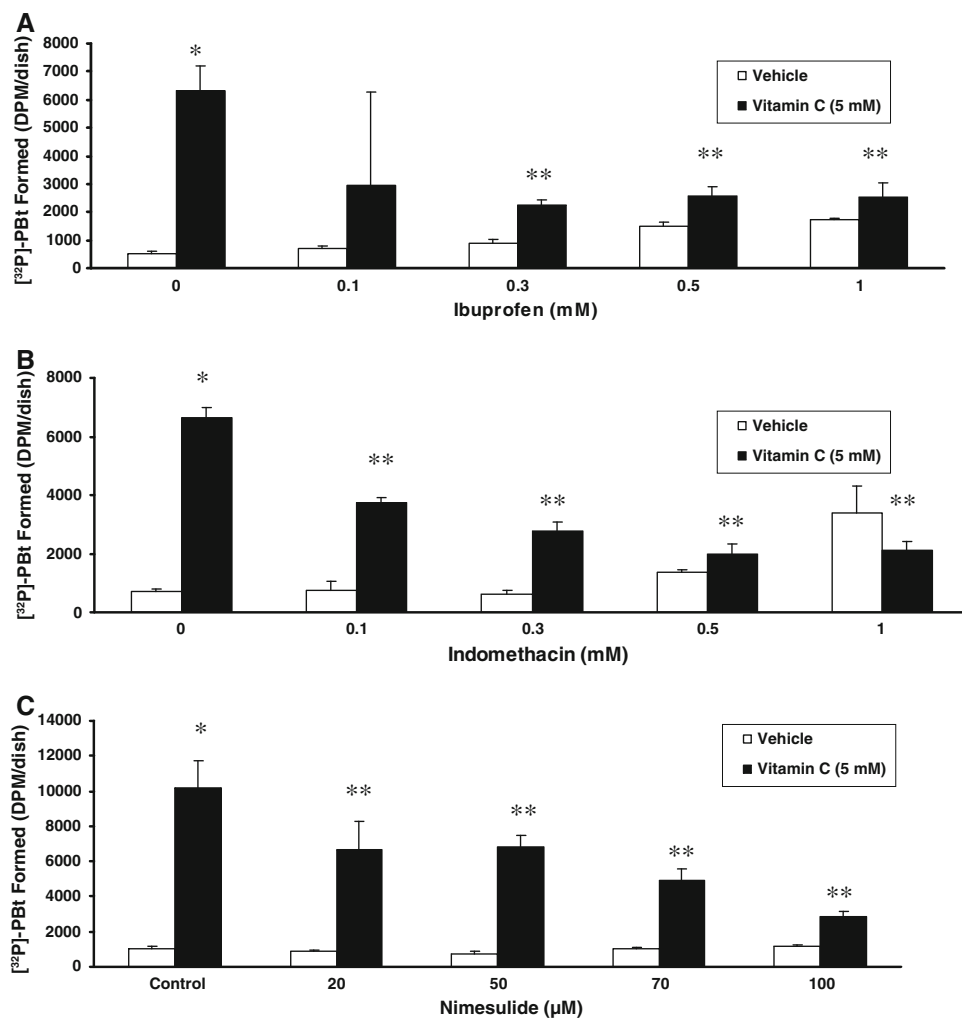 A
[³²P]-PBt Formed (DPM/dish)
8000
7000
6000
5000
4000
3000
2000
1000
0
*
**
**
**
Vehicle
Vitamin C (5 mM)
0 0.1 0.3 0.5 1
Ibuprofen (mM)
B
[³²P]-PBt Formed (DPM/dish)
8000
6000
4000
2000
0
*
**
**
**
**
Vehicle
Vitamin C (5 mM)
0 0.1 0.3 0.5 1
Indomethacin (mM)
C
[³²P]-PBt Formed (DPM/dish)
14000
12000
10000
8000
6000
4000
2000
0
*
**
**
**
**
Vehicle
Vitamin C (5 mM)
Control 20 50 70 100
Nimesulide (µM)